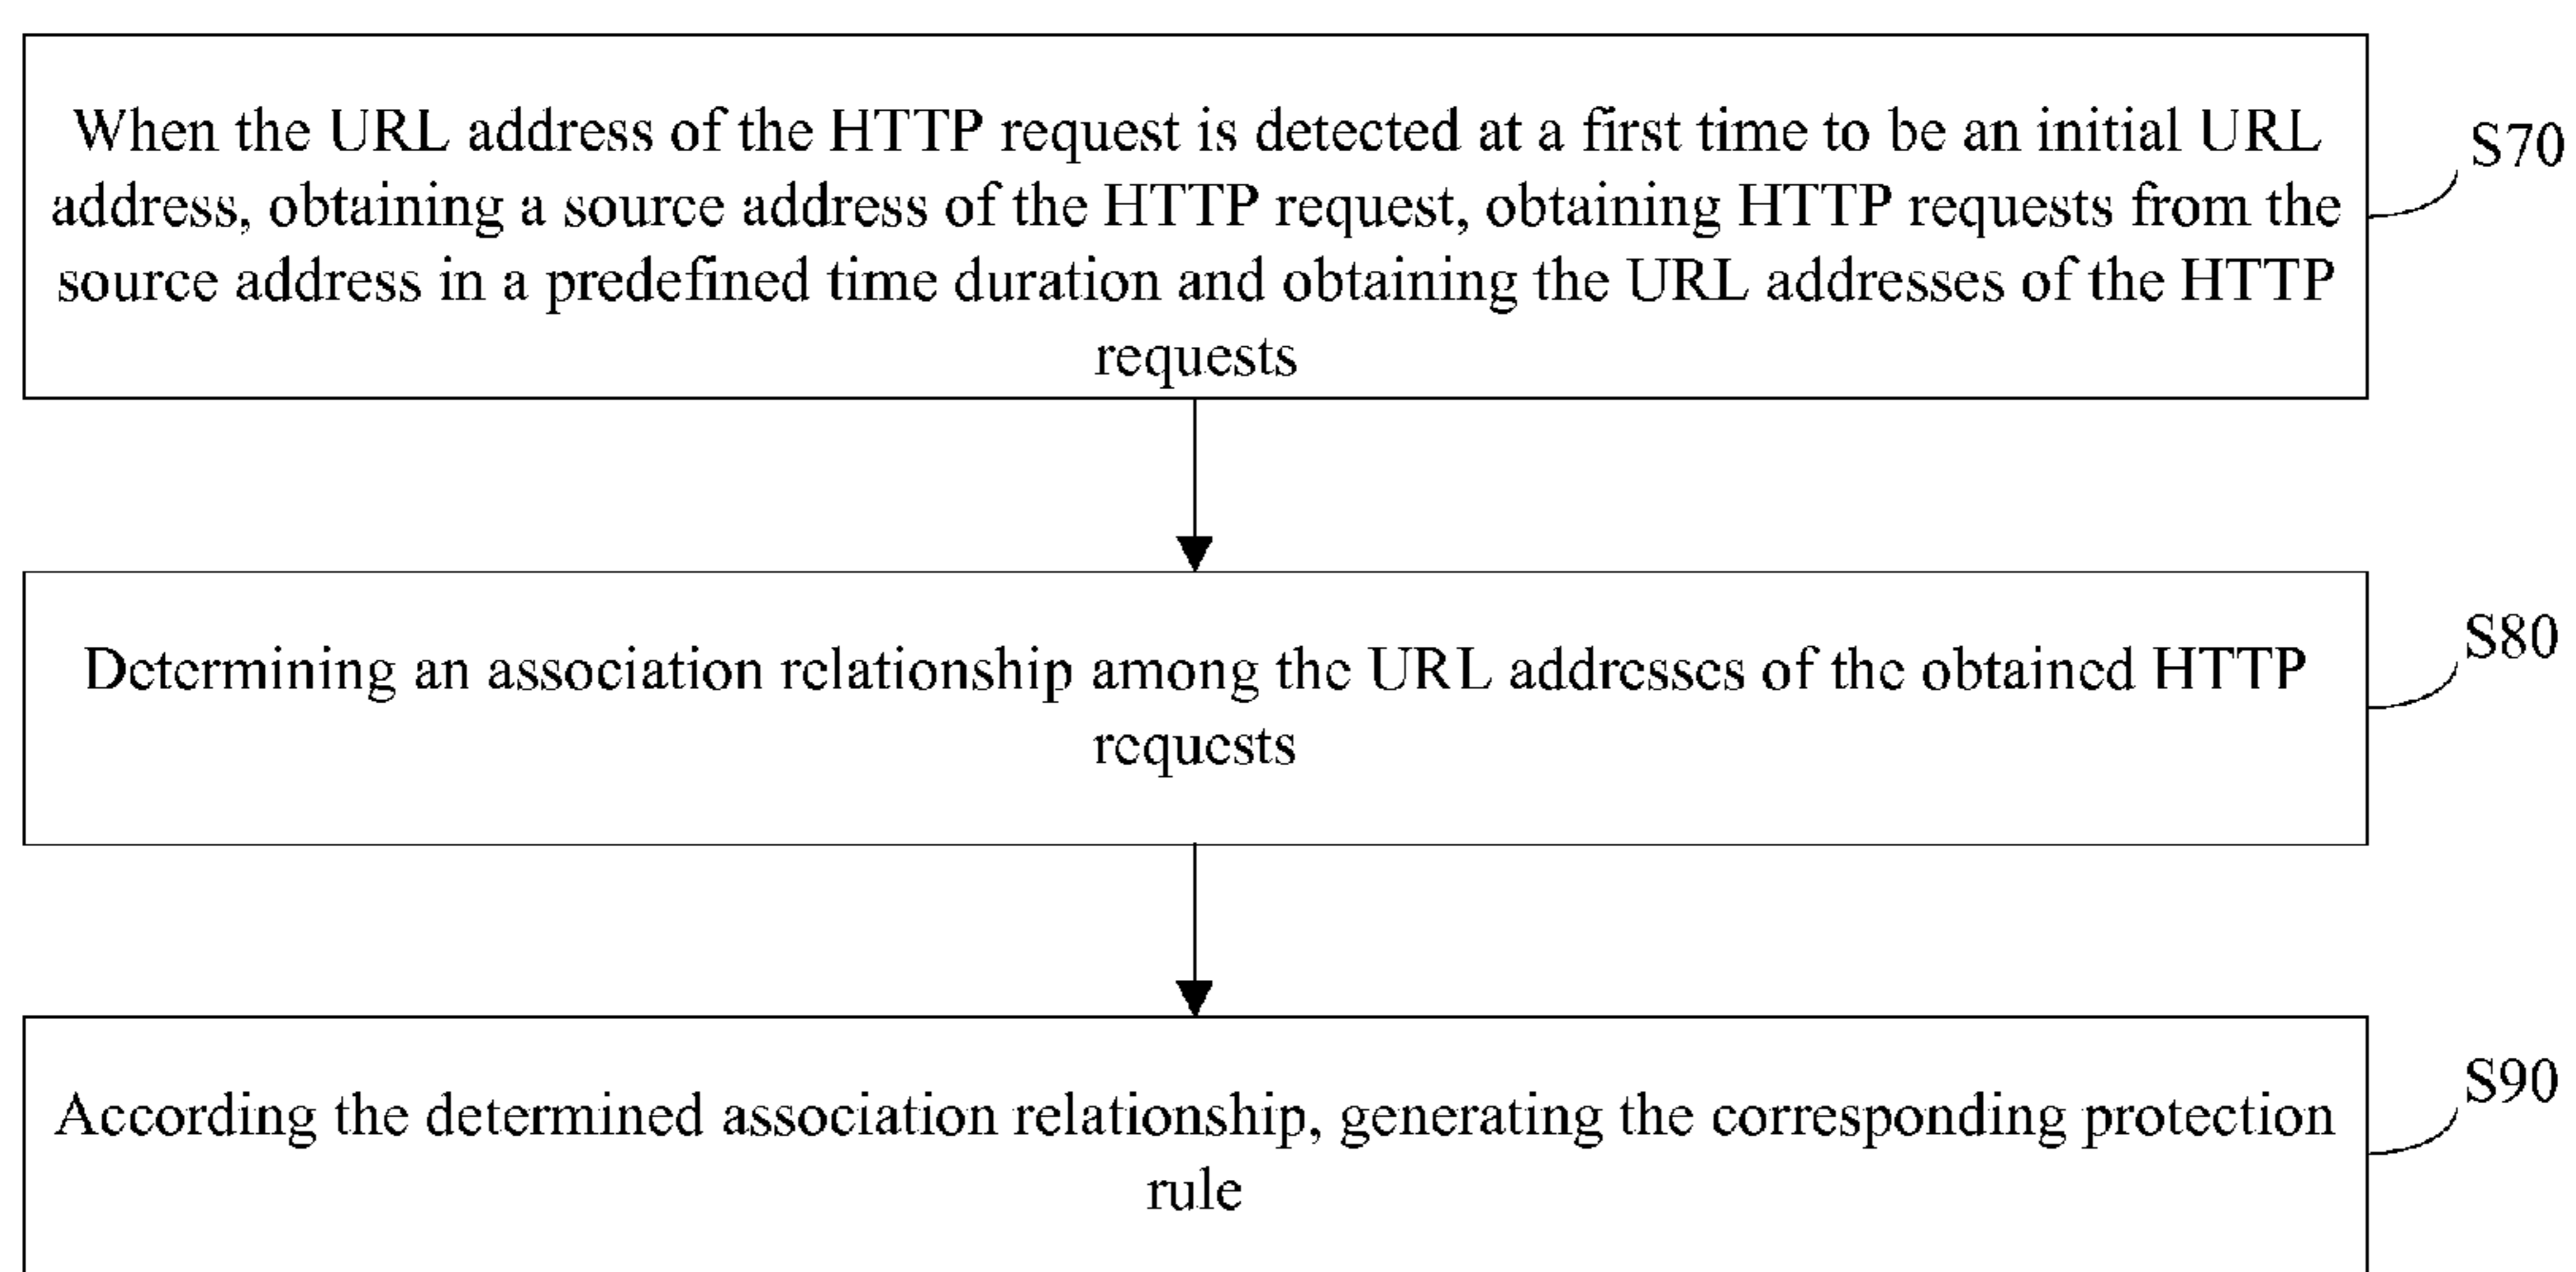 When the URL address of the HTTP request is detected at a first time to be an initial URL
address, obtaining a source address of the HTTP request, obtaining HTTP requests from the
source address in a predefined time duration and obtaining the URL addresses of the HTTP
requests
S70
Determining an association relationship among the URL addresses of the obtained HTTP
requests
S80
According the determined association relationship, generating the corresponding protection
rule
S90